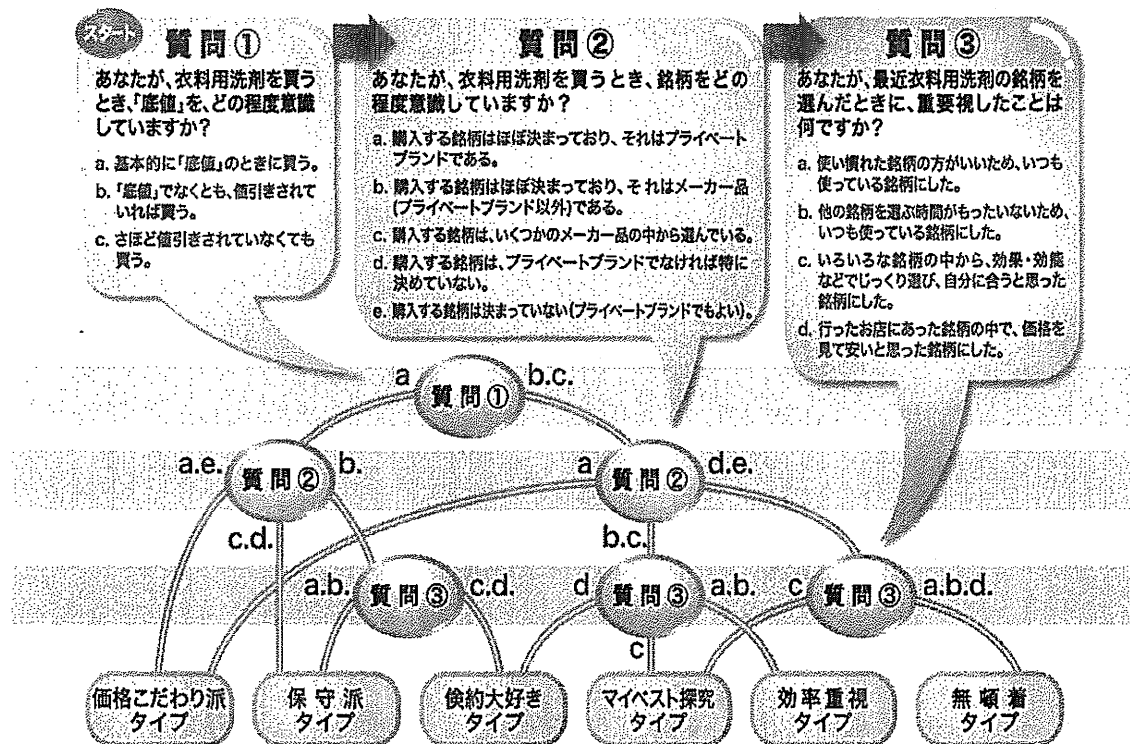 スタート
質問①
あなたが、衣料用洗剤を買う
とき、「底値」を、どの程度意識
していますか？
a. 基本的に「底値」のときに買う。
b. 「底値」でなくとも、値引きされて
いれば買う。
c. さほど値引きされていなくても
買う。
質問②
あなたが、衣料用洗剤を買うとき、銘柄をどの
程度意識していますか？
a. 購入する銘柄はほぼ決まっており、それはプライベート
ブランドである。
b. 購入する銘柄はほぼ決まっており、それはメーカー品
(プライベートブランド以外)である。
c. 購入する銘柄は、いくつかのメーカー品の中から選んでいる。
d. 購入する銘柄は、プライベートブランドでなければ特に
決めていない。
e. 購入する銘柄は決まっていない(プライベートブランドでもよい)。
質問③
あなたが、最近衣料用洗剤の銘柄を
選んだときに、重要視したことは
何ですか？
a. 使い慣れた銘柄の方がいいため、いつも
使っている銘柄にした。
b. 他の銘柄を選ぶ時間がもったいないため、
いつも使っている銘柄にした。
c. いろいろな銘柄の中から、効果・効能
などでじっくり選び、自分に合うと思った
銘柄にした。
d. 行ったお店にあった銘柄の中で、価格を
見て安いと思った銘柄にした。
a 質問① b.c.
a.e. 質問② b.
c.d.
a 質問② d.e.
b.c.
a.b. 質問③ c.d.
d 質問③ a.b.
c
c 質問③ a.b.d.
価格こだわり派
タイプ
保守派
タイプ
倹約大好き
タイプ
マイベスト探究
タイプ
効率重視
タイプ
無頓着
タイプ